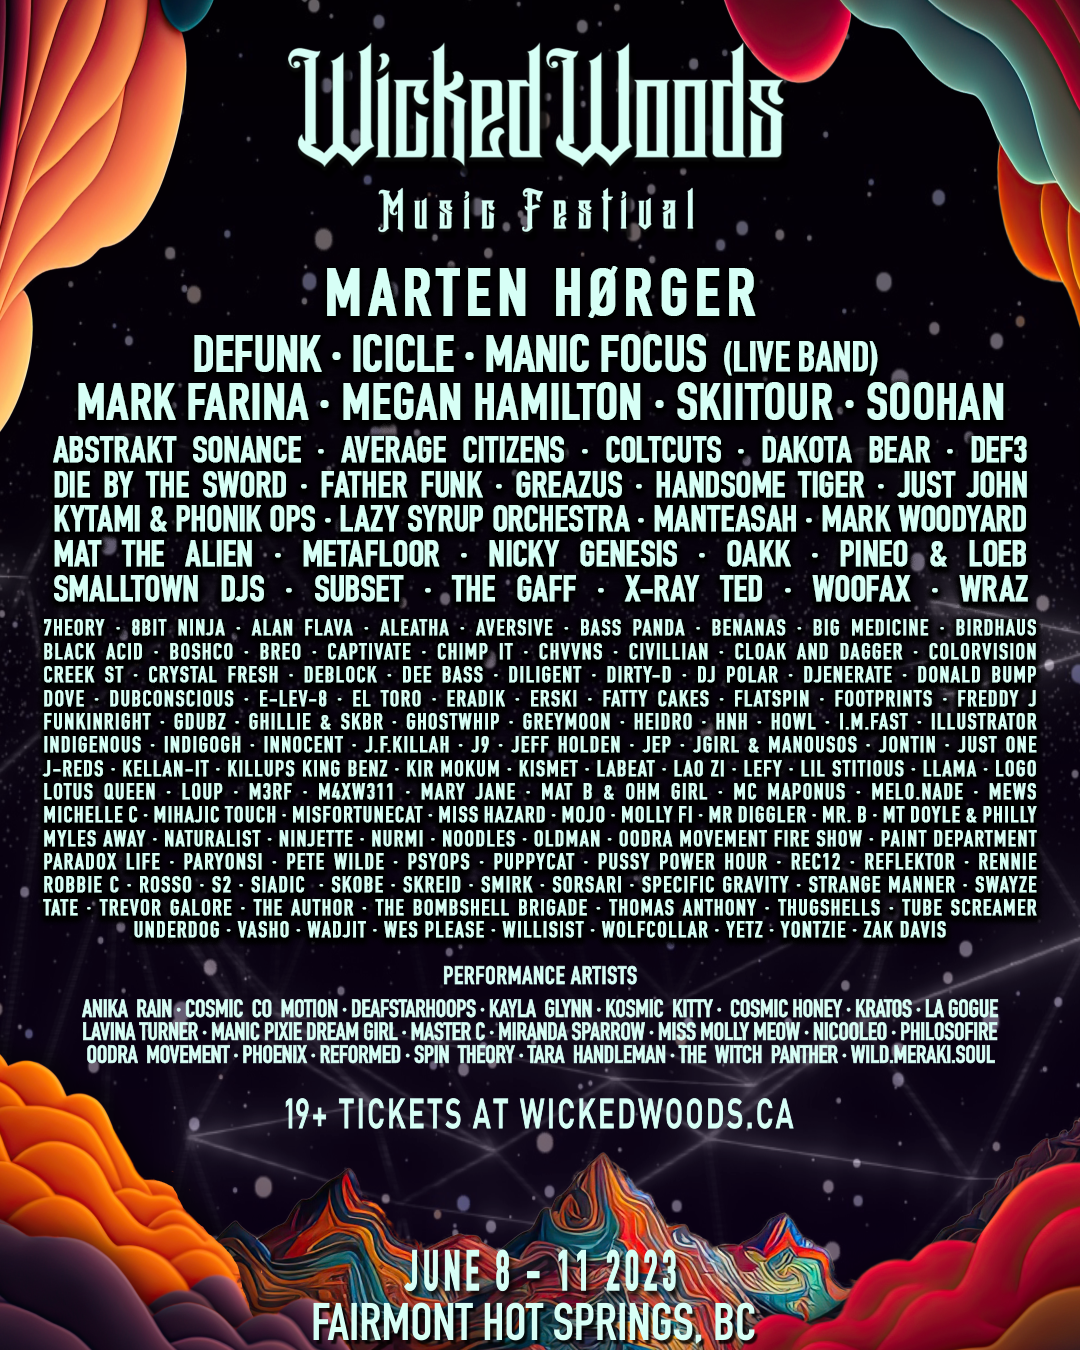 Wicked Woods
Music Festival
MARTEN HØRGER
DEFUNK · ICICLE · MANIC FOCUS (LIVE BAND)
MARK FARINA · MEGAN HAMILTON · SKIITOUR · SOOHAN
ABSTRAKT SONANCE · AVERAGE CITIZENS · COLTCUTS · DAKOTA BEAR · DEF3
DIE BY THE SWORD · FATHER FUNK · GREAZUS · HANDSOME TIGER · JUST JOHN
KYTAMI & PHONIK OPS · LAZY SYRUP ORCHESTRA · MANTEASAH · MARK WOODYARD
MAT THE ALIEN · METAFLOOR · NICKY GENESIS · OAKK · PINEO & LOEB
SMALLTOWN DJS · SUBSET · THE GAFF · X-RAY TED · WOOFAX · WRAZ
7HEORY · 8BIT NINJA · ALAN FLAVA · ALEATHA · AVERSIVE · BASS PANDA · BENANAS · BIG MEDICINE · BIRDHAUS
BLACK ACID · BOSHCO · BREO · CAPTIVATE · CHIMP IT · CHVVNS · CIVILLIAN · CLOAK AND DAGGER · COLORVISION
CREEK ST · CRYSTAL FRESH · DEBLOCK · DEE BASS · DILIGENT · DIRTY-D · DJ POLAR · DJENERATE · DONALD BUMP
DOVE · DUBCONSCIOUS · E-LEV-8 · EL TORO · ERADIK · ERSKI · FATTY CAKES · FLATSPIN · FOOTPRINTS · FREDDY J
FUNKINRIGHT · GDUBZ · GHILLIE & SKBR · GHOSTWHIP · GREYMOON · HEIDRO · HNH · HOWL · I.M.FAST · ILLUSTRATOR
INDIGENOUS · INDIGOGH · INNOCENT · J.F.KILLAH · J9 · JEFF HOLDEN · JEP · JGIRL & MANOUSOS · JONTIN · JUST ONE
J-REDS · KELLAN-IT · KILLUPS KING BENZ · KIR MOKUM · KISMET · LABEAT · LAO ZI · LEFY · LIL STITIOUS · LLAMA · LOGO
LOTUS QUEEN · LOUP · M3RF · M4XW311 · MARY JANE · MAT B & OHM GIRL · MC MAPONUS · MELO.NADE · MEWS
MICHELLE C · MIHAJIC TOUCH · MISFORTUNECAT · MISS HAZARD · MOJO · MOLLY FI · MR DIGGLER · MR. B · MT DOYLE & PHILLY
MYLES AWAY · NATURALIST · NINJETTE · NURMI · NOODLES · OLDMAN · OODRA MOVEMENT FIRE SHOW · PAINT DEPARTMENT
PARADOX LIFE · PARYONSI · PETE WILDE · PSYOPS · PUPPYCAT · PUSSY POWER HOUR · REC12 · REFLEKTOR · RENNIE
ROBBIE C · ROSSO · S2 · SIADIC · SKOBE · SKREID · SMIRK · SORSARI · SPECIFIC GRAVITY · STRANGE MANNER · SWAYZE
TATE · TREVOR GALORE · THE AUTHOR · THE BOMBSHELL BRIGADE · THOMAS ANTHONY · THUGSHELLS · TUBE SCREAMER
UNDERDOG · VASHO · WADJIT · WES PLEASE · WILLISIST · WOLFCOLLAR · YETZ · YONTZIE · ZAK DAVIS
PERFORMANCE ARTISTS
ANIKA RAIN · COSMIC CO MOTION · DEAFSTARHOOPS · KAYLA GLYNN · KOSMIC KITTY · COSMIC HONEY · KRATOS · LA GOGUE
LAVINA TURNER · MANIC PIXIE DREAM GIRL · MASTER C · MIRANDA SPARROW · MISS MOLLY MEOW · NICOOLEO · PHILOSOFIRE
OODRA MOVEMENT · PHOENIX · REFORMED · SPIN THEORY · TARA HANDLEMAN · THE WITCH PANTHER · WILD.MERAKI.SOUL
19+ TICKETS AT WICKEDWOODS.CA
JUNE 8 - 11 2023
FAIRMONT HOT SPRINGS, BC